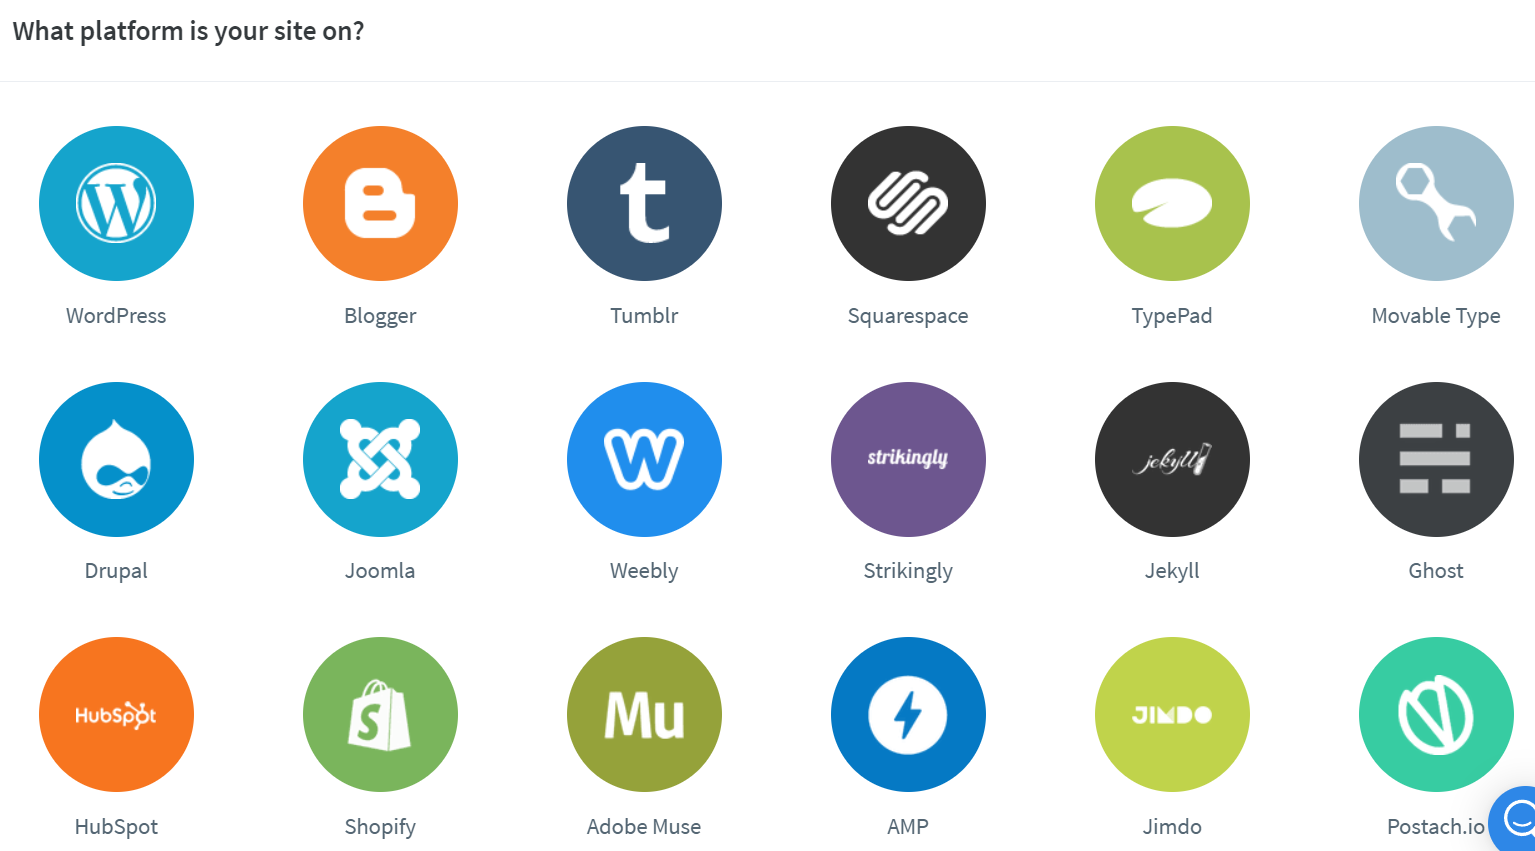 What platform is your site on?
WordPress
Blogger
Tumblr
Squarespace
TypePad
Movable Type
strikingly
jekyll
Drupal
Joomla
Weebly
Strikingly
Jekyll
Ghost
HubSpot
S
Mu
JIMDO
HubSpot
Shopify
Adobe Muse
AMP
Jimdo
Postach.io